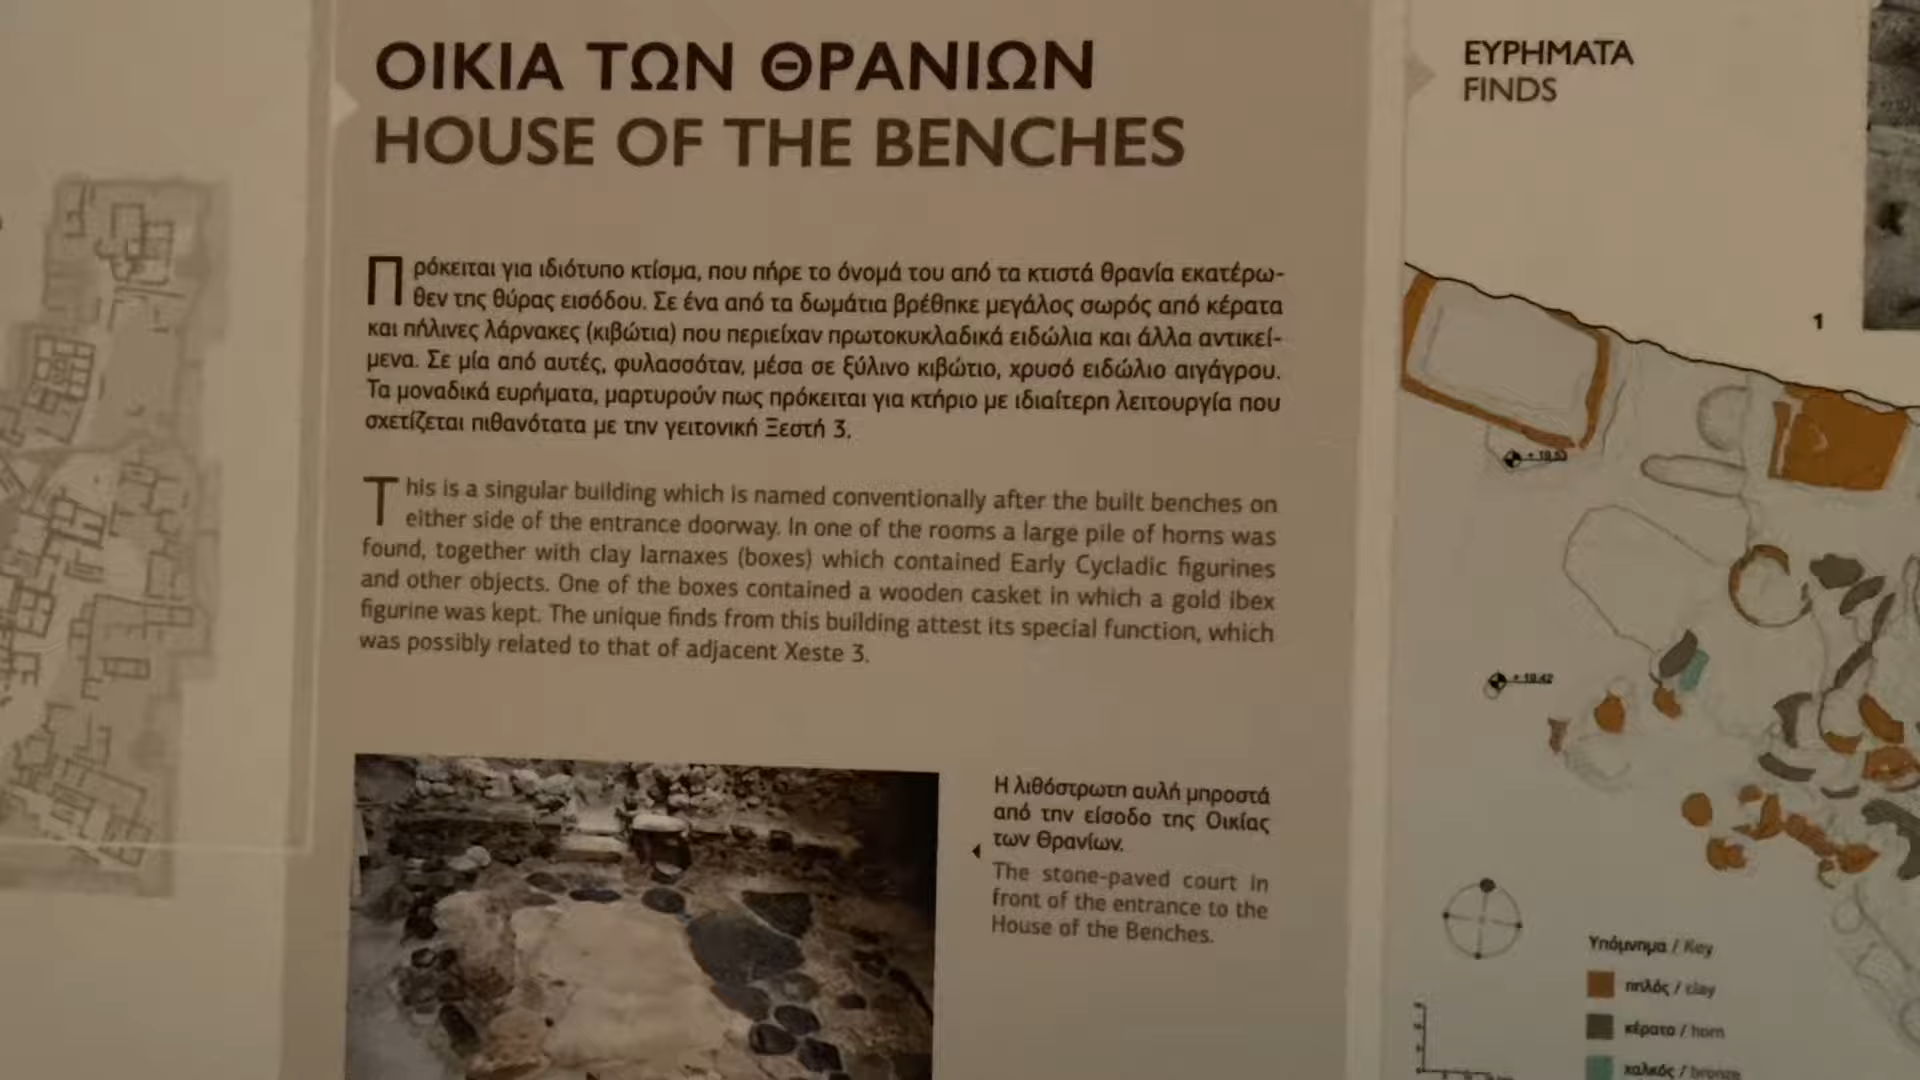 ΟΙΚΙΑ ΤΩΝ ΘΡΑΝΙΩΝ
HOUSE OF THE BENCHES
Πρόκειται για ιδιότυπο κτίσμα, που πήρε το όνομά του από τα κτιστά θρανία εκατέρω-
θεν της θύρας εισόδου. Σε ένα από τα δωμάτια βρέθηκε μεγάλος σωρός από κέρατα
και πήλινες λάρνακες (κιβώτια) που περιείχαν πρωτοκυκλαδικά ειδώλια και άλλα αντικεί-
μενα. Σε μία από αυτές, φυλασσόταν, μέσα σε ξύλινο κιβώτιο, χρυσό ειδώλιο αιγάγρου.
Τα μοναδικά ευρήματα, μαρτυρούν πως πρόκειται για κτήριο με ιδιαίτερη λειτουργία που
σχετίζεται πιθανότατα με την γειτονική Ξεστή 3.
This is a singular building which is named conventionally after the built benches on
either side of the entrance doorway. In one of the rooms a large pile of horns was
found, together with clay larnaxes (boxes) which contained Early Cycladic figurines
and other objects. One of the boxes contained a wooden casket in which a gold ibex
figurine was kept. The unique finds from this building attest its special function, which
was possibly related to that of adjacent Xeste 3.
Η λιθόστρωτη αυλή μπροστά
από την είσοδο της Οικίας
των Θρανίων.
The stone-paved court in
front of the entrance to the
House of the Benches.
ΕΥΡΗΜΑΤΑ
FINDS
1
+ 19.42
Υπόμνημα / Key
πηλός / clay
κέρατα / horn
χαλκός / bronze